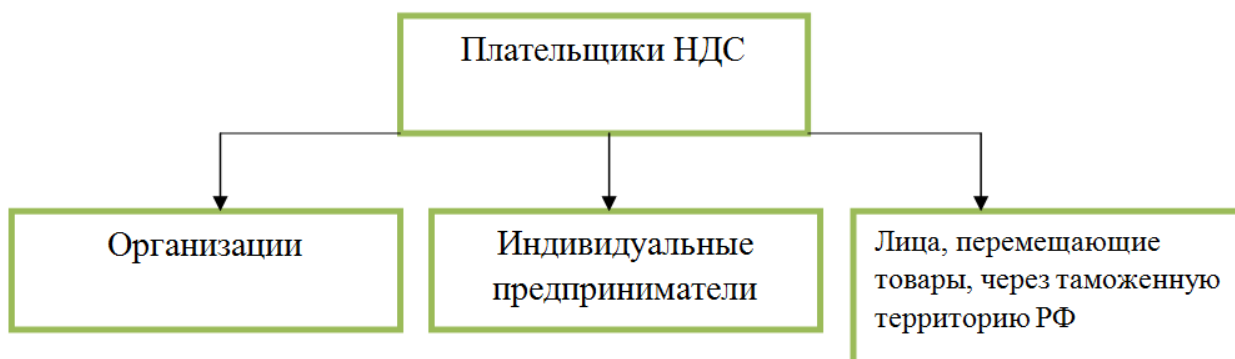 Плательщики НДС
Организации
Индивидуальные
предприниматели
Лица, перемещающие
товары, через таможенную
территорию РФ